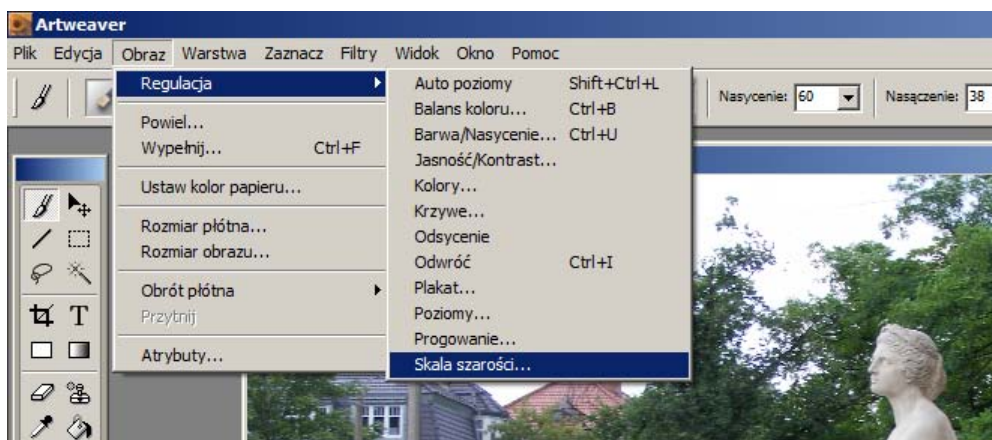 Artweaver
Plik Edycja Obraz Warstwa Zaznacz Filtry Widok Okno Pomoc
Nasycenie: 60 Nasączenie: 38
Regulacja
Powiel...
Wypełnij... Ctrl+F
Ustaw kolor papieru...
Rozmiar płótna...
Rozmiar obrazu...
Obrót płótna
Przytnij
Atrybuty...
Auto poziomy Shift+Ctrl+L
Balans koloru... Ctrl+B
Barwa/Nasycenie... Ctrl+U
Jasność/Kontrast...
Kolory...
Krzywe...
Odsycenie
Odwróć Ctrl+I
Plakat...
Poziomy...
Progowanie...
Skala szarości...
T